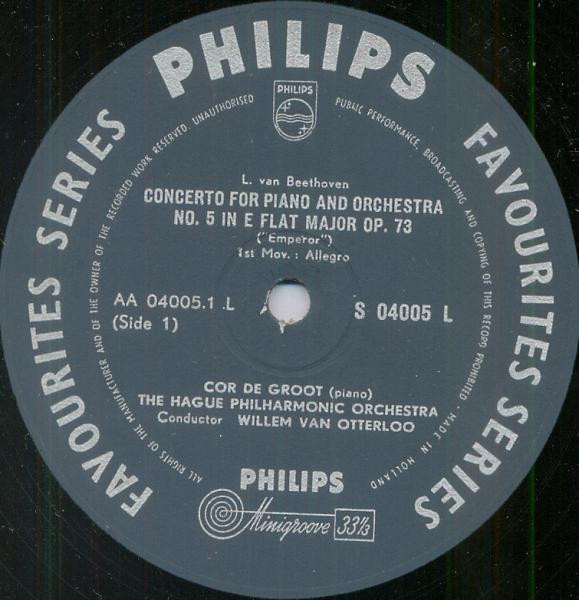 PHILIPS
FAVOURITES SERIES
FAVOURITES SERIES
ALL RIGHTS OF THE MANUFACTURER AND OF THE OWNER OF THE RECORDED WORK RESERVED. UNAUTHORISED PUBLIC PERFORMANCE, BROADCASTING AND COPYING OF THIS RECORD PROHIBITED · MADE IN HOLLAND
PHILIPS
L. van Beethoven
CONCERTO FOR PIANO AND ORCHESTRA
NO. 5 IN E FLAT MAJOR OP. 73
("Emperor")
1st Mov.: Allegro
AA 04005.1 L
(Side 1)
S 04005 L
COR DE GROOT (piano)
THE HAGUE PHILHARMONIC ORCHESTRA
Conductor WILLEM VAN OTTERLOO
PHILIPS
Minigroove 33⅓